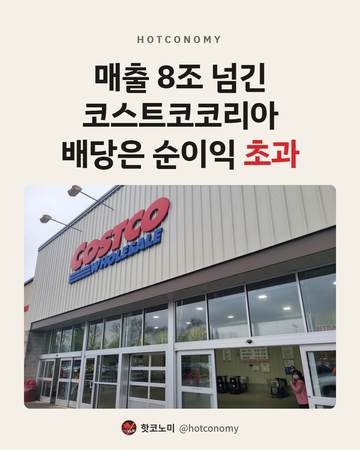 HOTCONOMY
매출 8조 넘긴
코스트코코리아
배당은 순이익 초과
COSTCO
WHOLESALE
핫코노미 @hotconomy